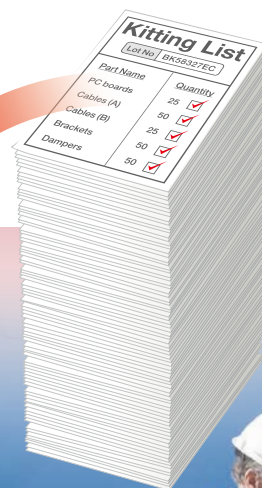 Kitting List
Lot No BK58327EC
Part Name Quantity
PC boards 25
Cables (A) 50
Cables (B) 25
Brackets 50
Dampers 50